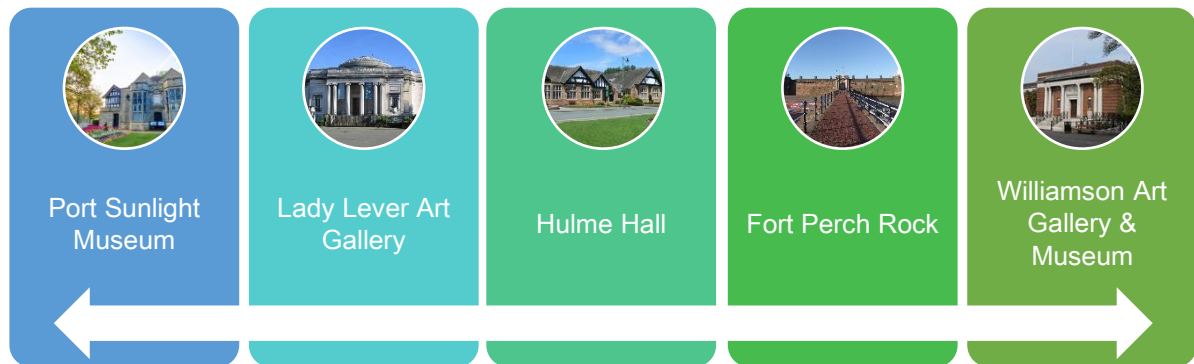 Port Sunlight
Museum
Lady Lever Art
Gallery
Hulme Hall
Fort Perch Rock
Williamson Art
Gallery &
Museum